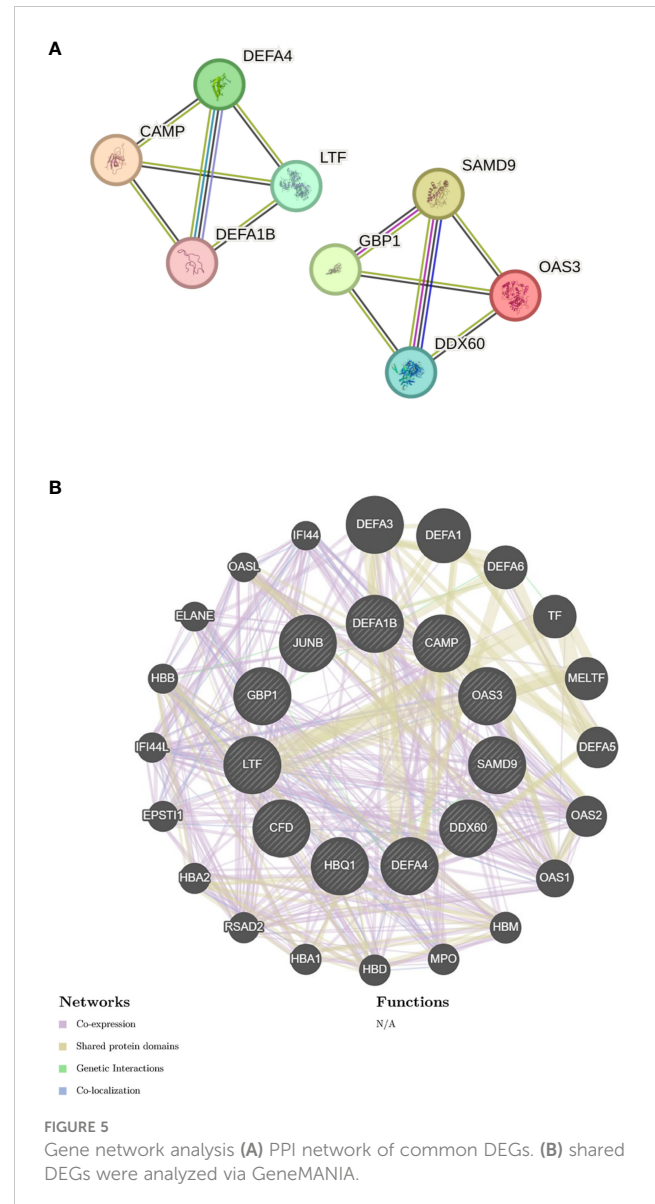 A
DEFA4
CAMP
LTF
DEFA1B
SAMD9
GBP1
OAS3
DDX60
B
DEFA3
DEFA1
IFI44
DEFA6
OASL
TF
ELANE
DEFA1B
JUNB
CAMP
HBB
MELTF
GBP1
OAS3
IFI44L
DEFA5
LTF
SAMD9
EPSTI1
OAS2
CFD
DDX60
HBQ1
DEFA4
HBA2
OAS1
RSAD2
HBM
HBA1
MPO
HBD
Networks
Co-expression
Shared protein domains
Genetic Interactions
Co-localization
Functions
N/A
FIGURE 5
Gene network analysis (A) PPI network of common DEGs. (B) shared
DEGs were analyzed via GeneMANIA.